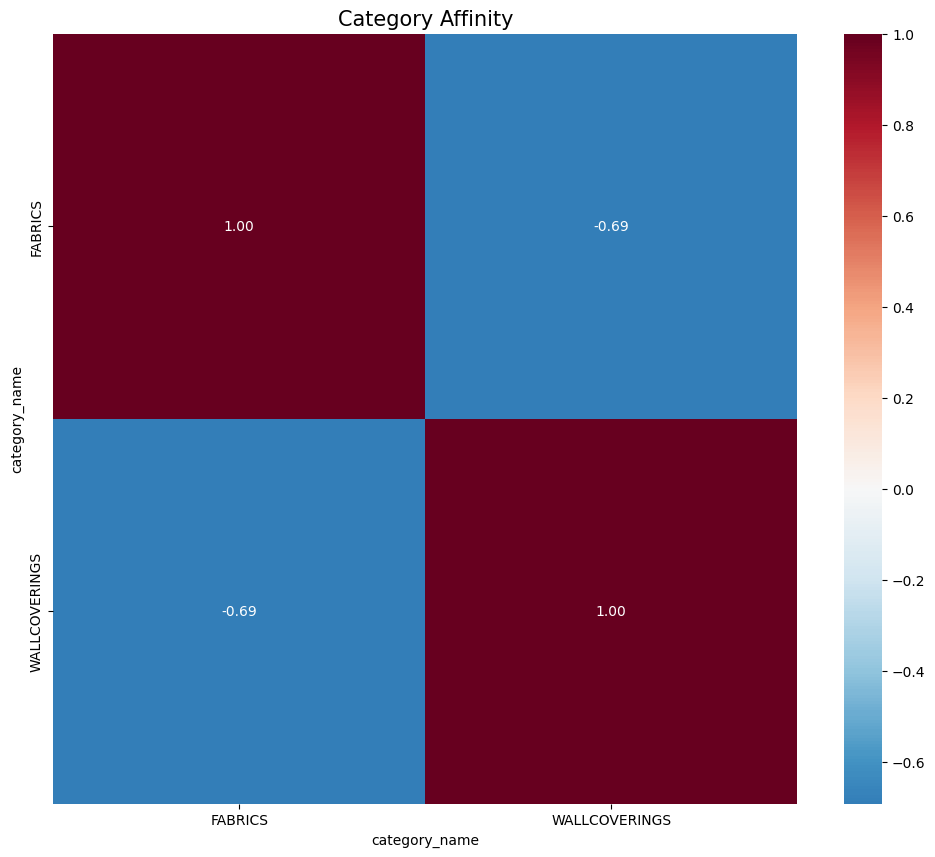 Category Affinity
category_name
FABRICS
WALLCOVERINGS
1.00
-0.69
-0.69
1.00
FABRICS
WALLCOVERINGS
category_name
1.0
0.8
0.6
0.4
0.2
0.0
−0.2
−0.4
−0.6